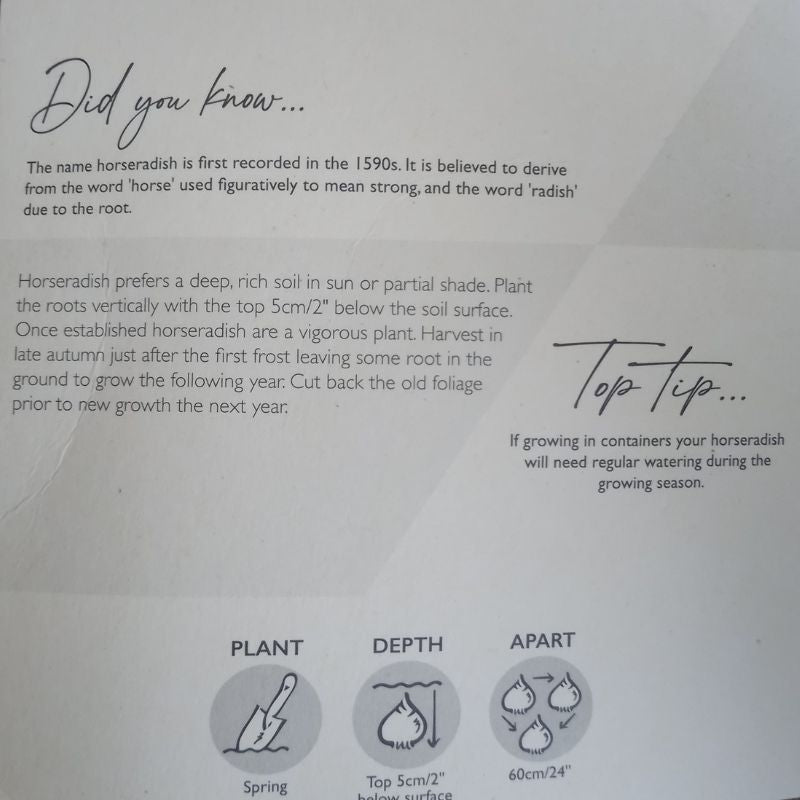 Did you know...
The name horseradish is first recorded in the 1590s. It is believed to derive
from the word 'horse' used figuratively to mean strong, and the word 'radish'
due to the root.
Horseradish prefers a deep, rich soil in sun or partial shade. Plant
the roots vertically with the top 5cm/2" below the soil surface.
Once established horseradish are a vigorous plant. Harvest in
late autumn just after the first frost leaving some root in the
ground to grow the following year. Cut back the old foliage
prior to new growth the next year.
Top Tip...
If growing in containers your horseradish
will need regular watering during the
growing season.
PLANT
DEPTH
APART
Spring
Top 5cm/2"
below surface
60cm/24"